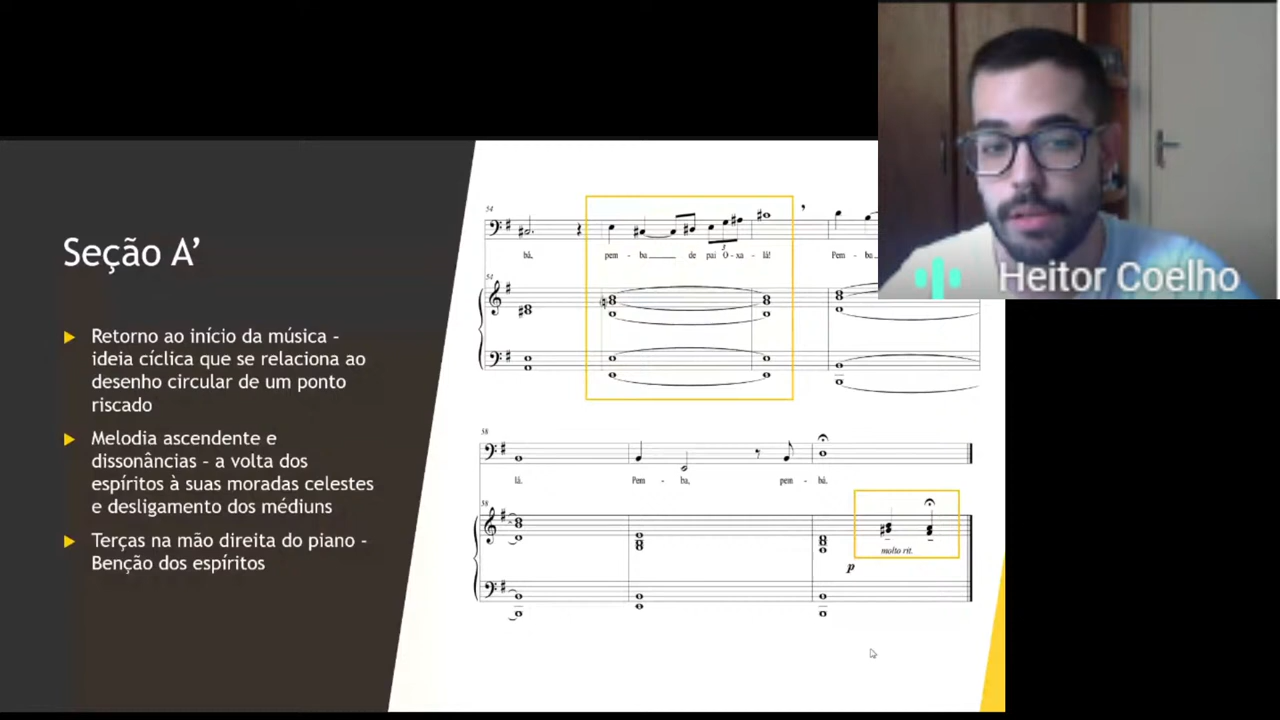 Heitor Coelho
Seção A’
Retorno ao início da música -
ideia cíclica que se relaciona ao
desenho circular de um ponto
riscado
Melodia ascendente e
dissonâncias – a volta dos
espíritos à suas moradas celestes
e desligamento dos médiuns
Terças na mão direita do piano -
Benção dos espíritos
54
bá, pem - ba de pai O - xa - lá! Pem - ba
3
54
58
lá. Pem - ba, pem - bá.
58
molto rit.
p